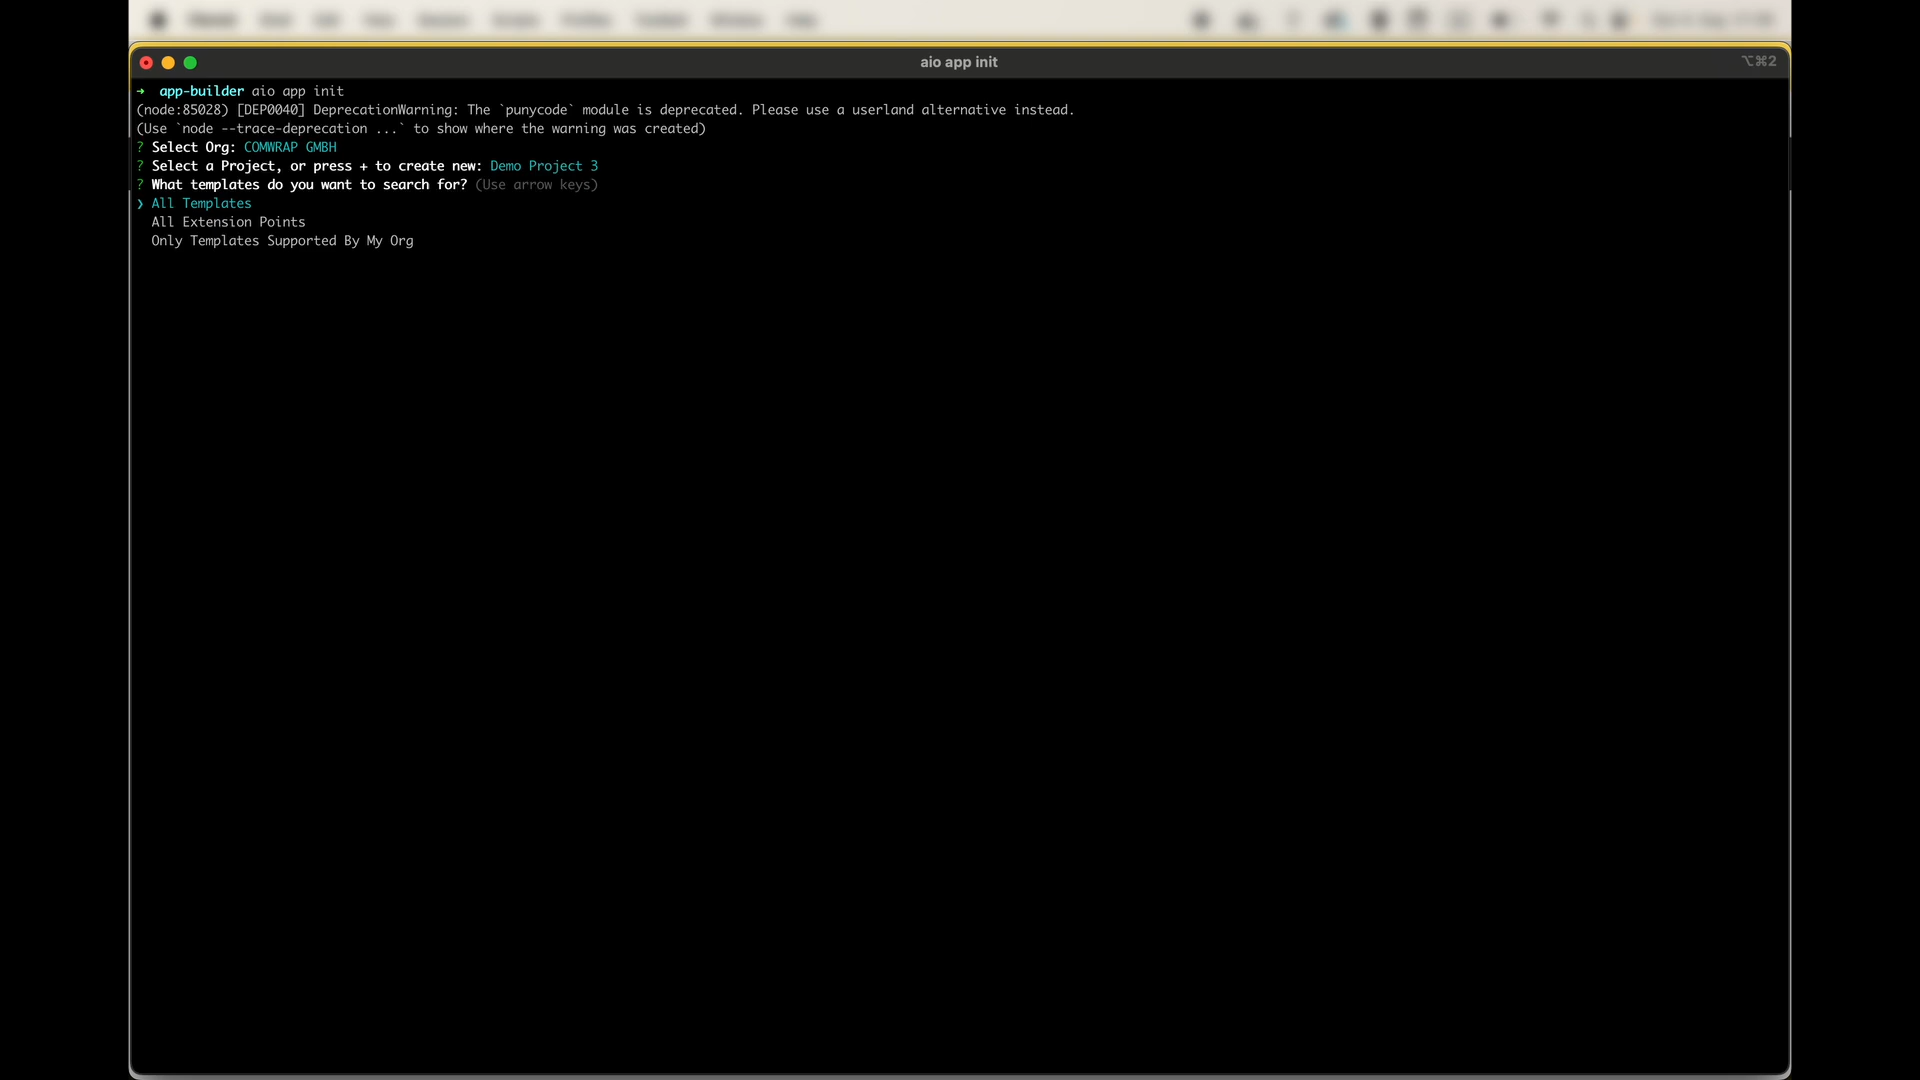 aio app init
⌥⌘2
➜ app-builder aio app init
(node:85028) [DEP0040] DeprecationWarning: The `punycode` module is deprecated. Please use a userland alternative instead.
(Use `node --trace-deprecation ...` to show where the warning was created)
? Select Org: COMWRAP GMBH
? Select a Project, or press + to create new: Demo Project 3
? What templates do you want to search for? (Use arrow keys)
❯ All Templates
All Extension Points
Only Templates Supported By My Org